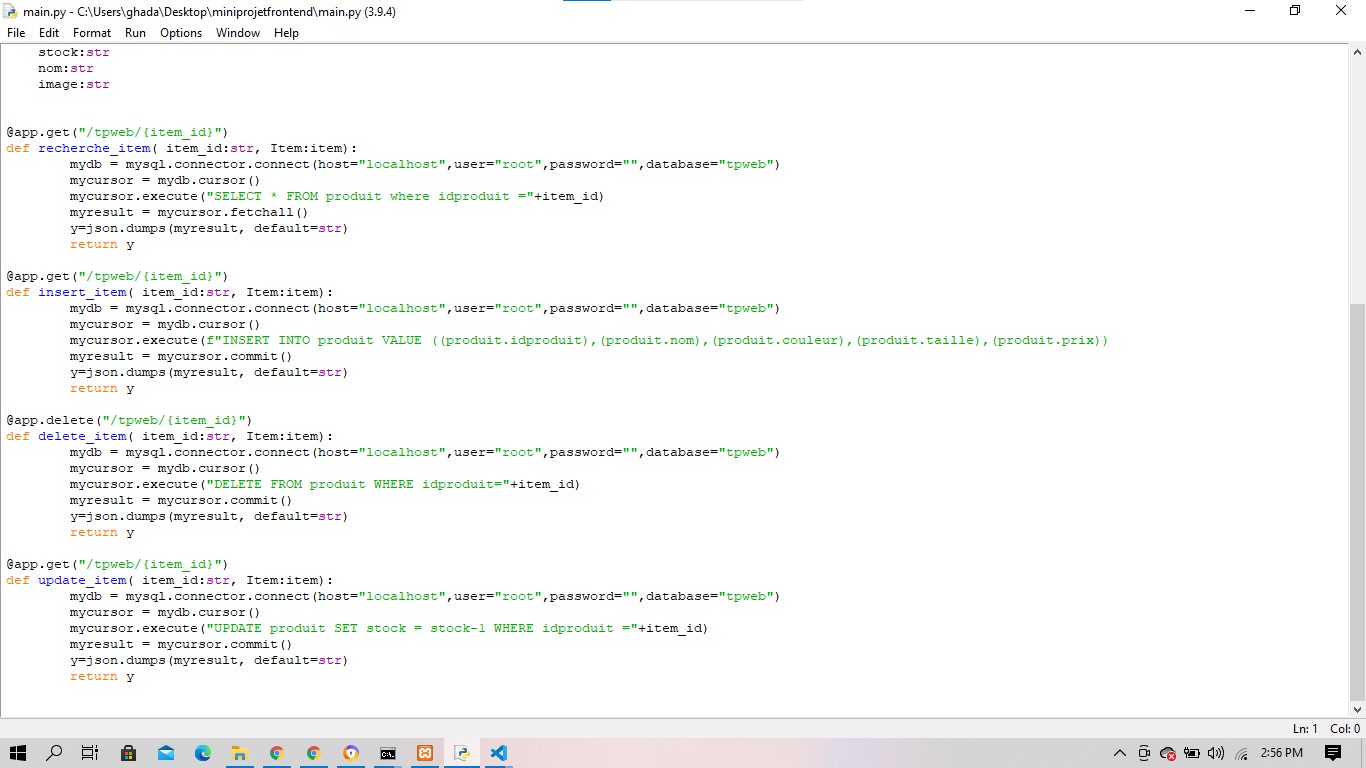 main.py - C:\Users\ghada\Desktop\miniprojetfrontend\main.py (3.9.4)
File Edit Format Run Options Window Help
    stock:str
    nom:str
    image:str
@app.get("/tpweb/{item_id}")
def recherche_item( item_id:str, Item:item):
        mydb = mysql.connector.connect(host="localhost",user="root",password="",database="tpweb")
        mycursor = mydb.cursor()
        mycursor.execute("SELECT * FROM produit where idproduit ="+item_id)
        myresult = mycursor.fetchall()
        y=json.dumps(myresult, default=str)
        return y
@app.get("/tpweb/{item_id}")
def insert_item( item_id:str, Item:item):
        mydb = mysql.connector.connect(host="localhost",user="root",password="",database="tpweb")
        mycursor = mydb.cursor()
        mycursor.execute(f"INSERT INTO produit VALUE ((produit.idproduit),(produit.nom),(produit.couleur),(produit.taille),(produit.prix))
        myresult = mycursor.commit()
        y=json.dumps(myresult, default=str)
        return y
@app.delete("/tpweb/{item_id}")
def delete_item( item_id:str, Item:item):
        mydb = mysql.connector.connect(host="localhost",user="root",password="",database="tpweb")
        mycursor = mydb.cursor()
        mycursor.execute("DELETE FROM produit WHERE idproduit="+item_id)
        myresult = mycursor.commit()
        y=json.dumps(myresult, default=str)
        return y
@app.get("/tpweb/{item_id}")
def update_item( item_id:str, Item:item):
        mydb = mysql.connector.connect(host="localhost",user="root",password="",database="tpweb")
        mycursor = mydb.cursor()
        mycursor.execute("UPDATE produit SET stock = stock-1 WHERE idproduit ="+item_id)
        myresult = mycursor.commit()
        y=json.dumps(myresult, default=str)
        return y
Ln: 1 Col: 0
2:56 PM